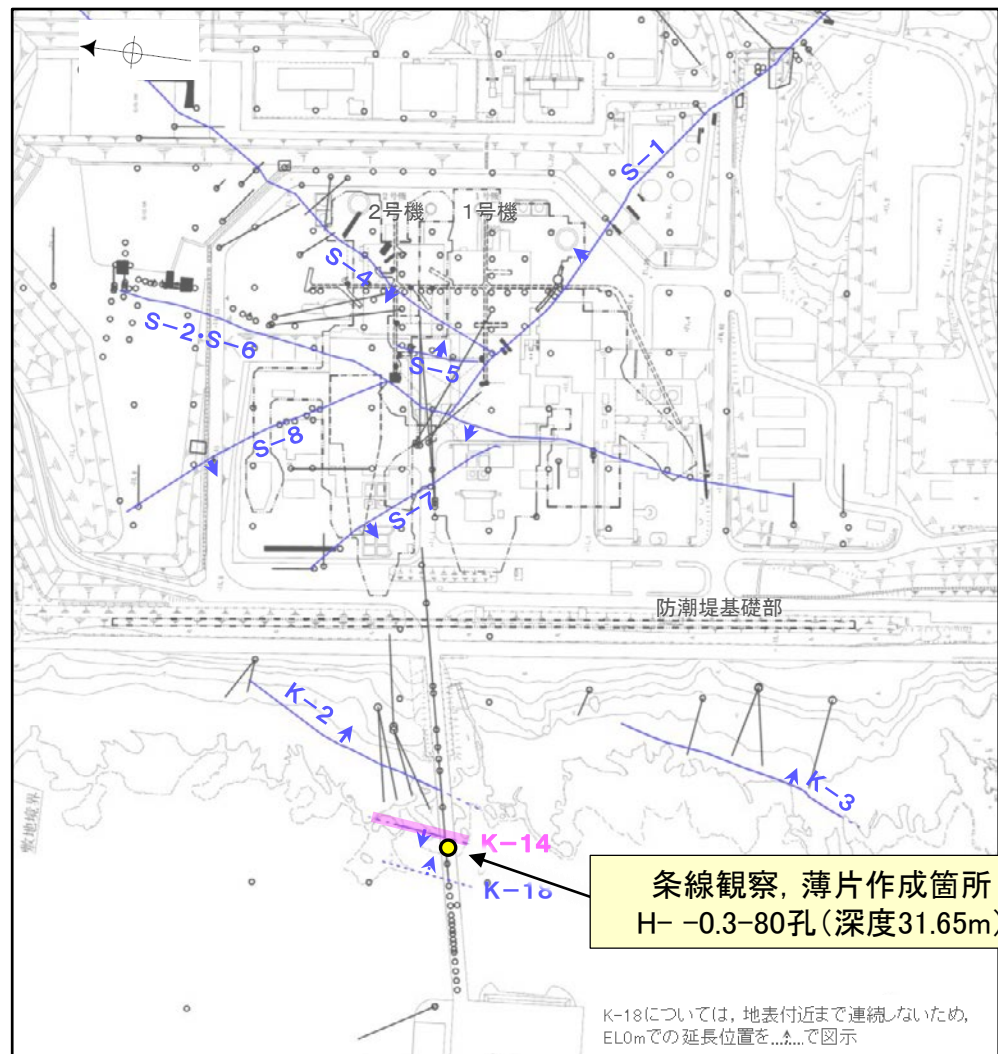 S-1
2号機
1号機
S-4
S-2・S-6
S-5
S-8
S-7
防潮堤基礎部
K-2
K-3
敷地境界
K-14
K-18
条線観察, 薄片作成箇所
H- -0.3-80孔(深度31.65m)
K-18については, 地表付近まで連続しないため,
EL0mでの延長位置を
で図示